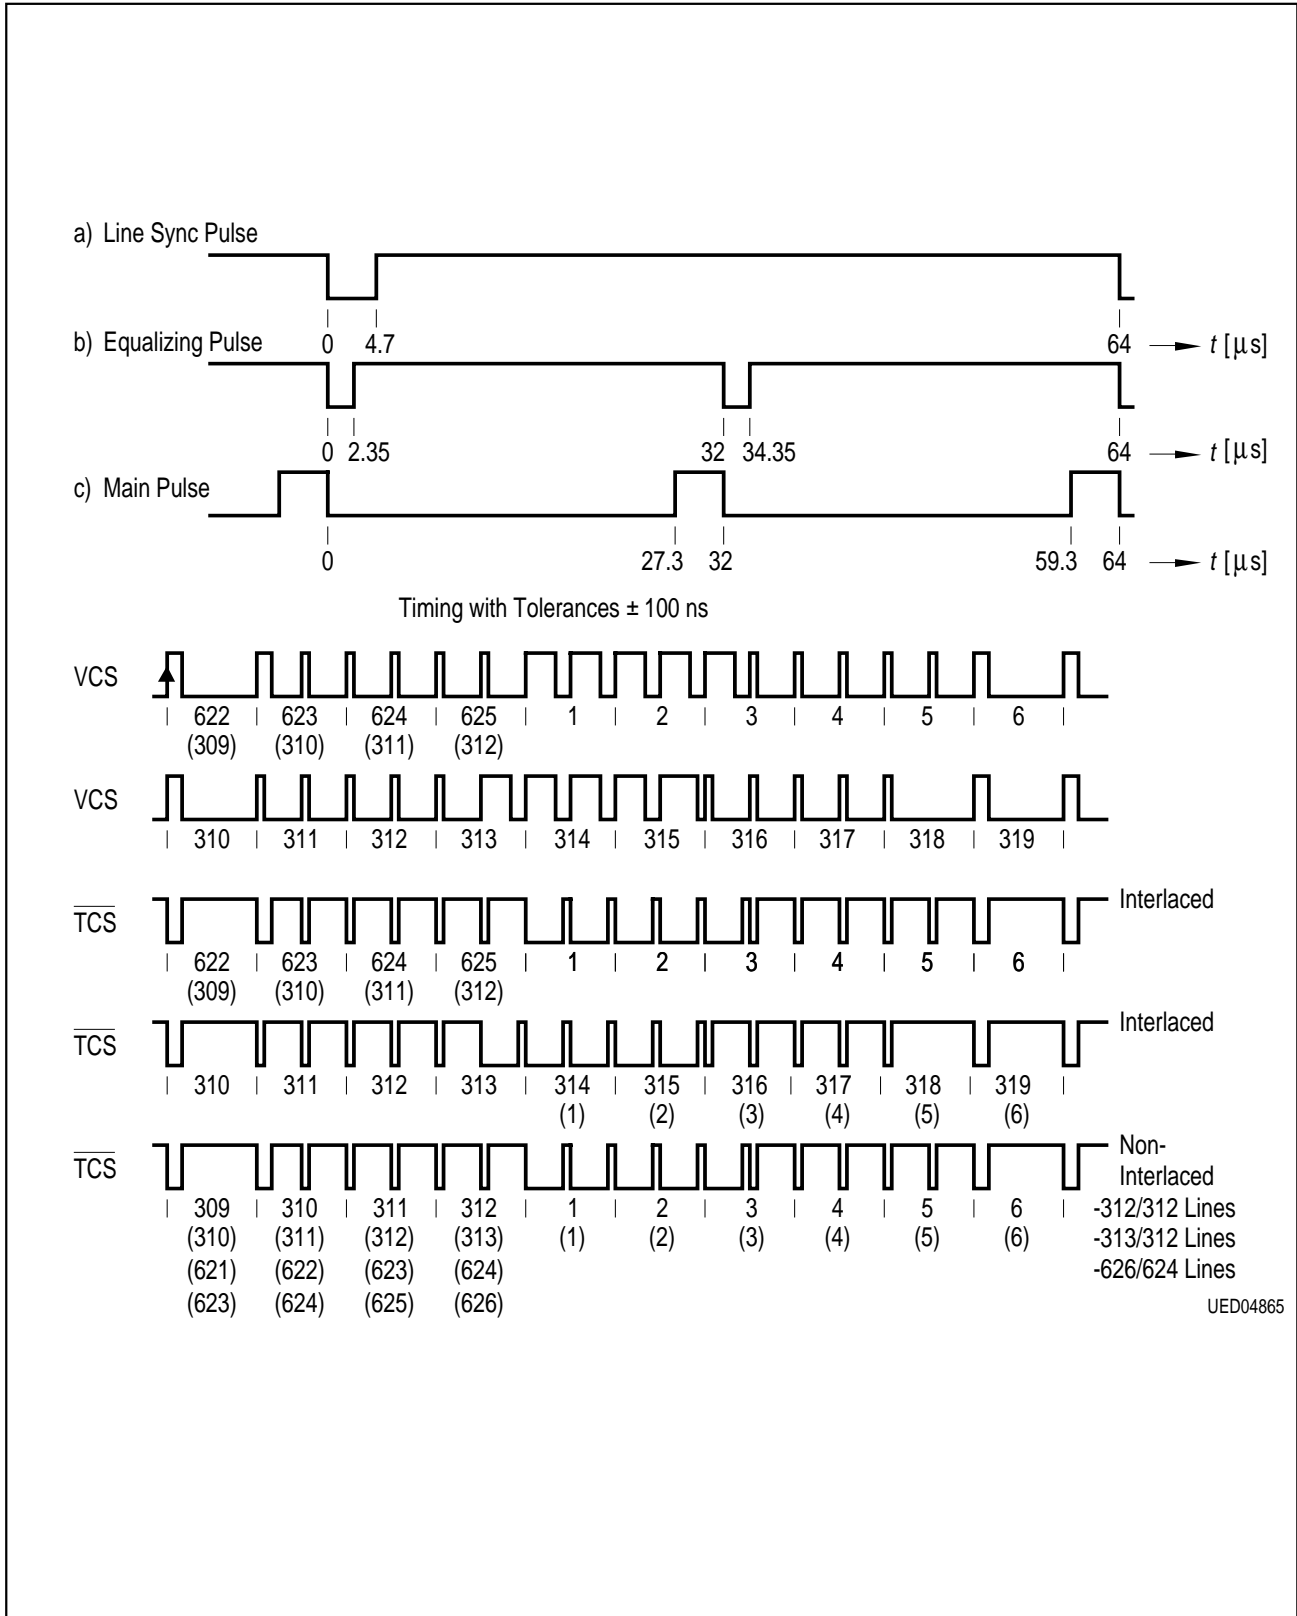 a) Line Sync Pulse
0 4.7 64 t [µs]
b) Equalizing Pulse
0 2.35 32 34.35 64 t [µs]
c) Main Pulse
0 27.3 32 59.3 64 t [µs]
Timing with Tolerances ± 100 ns
VCS
622 623 624 625 1 2 3 4 5 6
(309) (310) (311) (312)
VCS
310 311 312 313 314 315 316 317 318 319
TCS Interlaced
622 623 624 625 1 2 3 4 5 6
(309) (310) (311) (312)
TCS Interlaced
310 311 312 313 314 315 316 317 318 319
(1) (2) (3) (4) (5) (6)
TCS Non-
Interlaced
309 310 311 312 1 2 3 4 5 6 -312/312 Lines
(310) (311) (312) (313) (1) (2) (3) (4) (5) (6) -313/312 Lines
(621) (622) (623) (624) -626/624 Lines
(623) (624) (625) (626)
UED04865